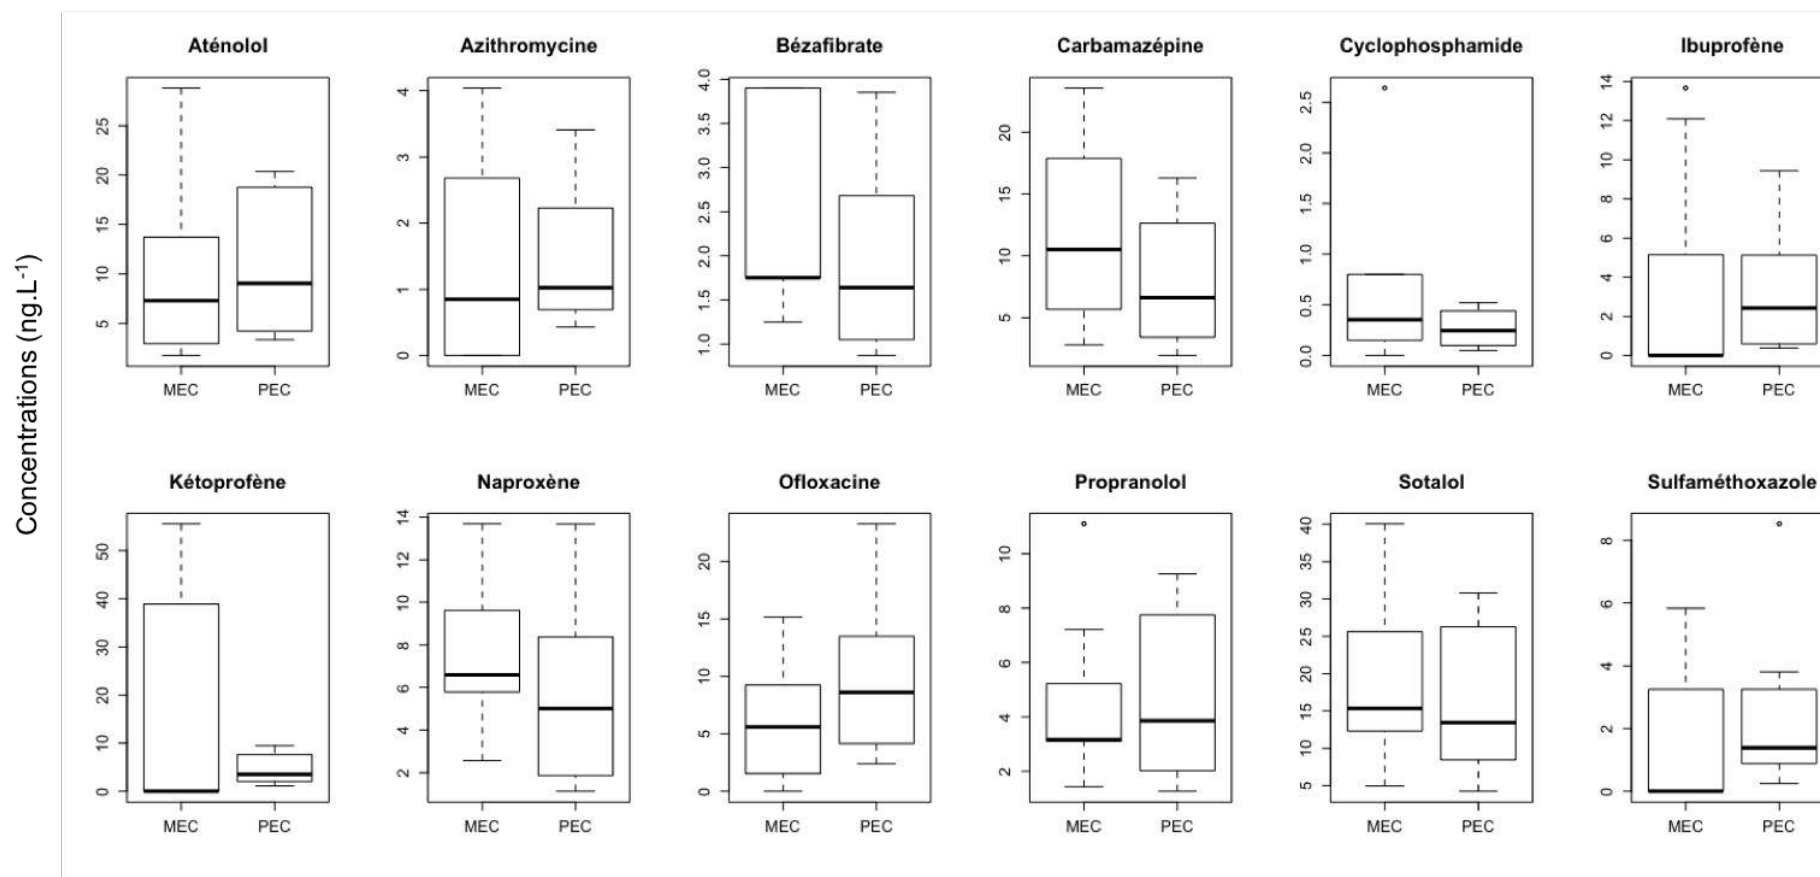 Concentrations (ng.L-1)
Aténolol
25
20
15
10
5
MEC PEC
Azithromycine
4
3
2
1
0
MEC PEC
Bézafibrate
4.0
3.5
3.0
2.5
2.0
1.5
1.0
MEC PEC
Carbamazépine
20
15
10
5
MEC PEC
Cyclophosphamide
2.5
2.0
1.5
1.0
0.5
0.0
MEC PEC
Ibuprofène
14
12
10
8
6
4
2
0
MEC PEC
Kétoprofène
50
40
30
20
10
0
MEC PEC
Naproxène
14
12
10
8
6
4
2
MEC PEC
Ofloxacine
20
15
10
5
0
MEC PEC
Propranolol
10
8
6
4
2
MEC PEC
Sotalol
40
35
30
25
20
15
10
5
MEC PEC
Sulfaméthoxazole
8
6
4
2
0
MEC PEC